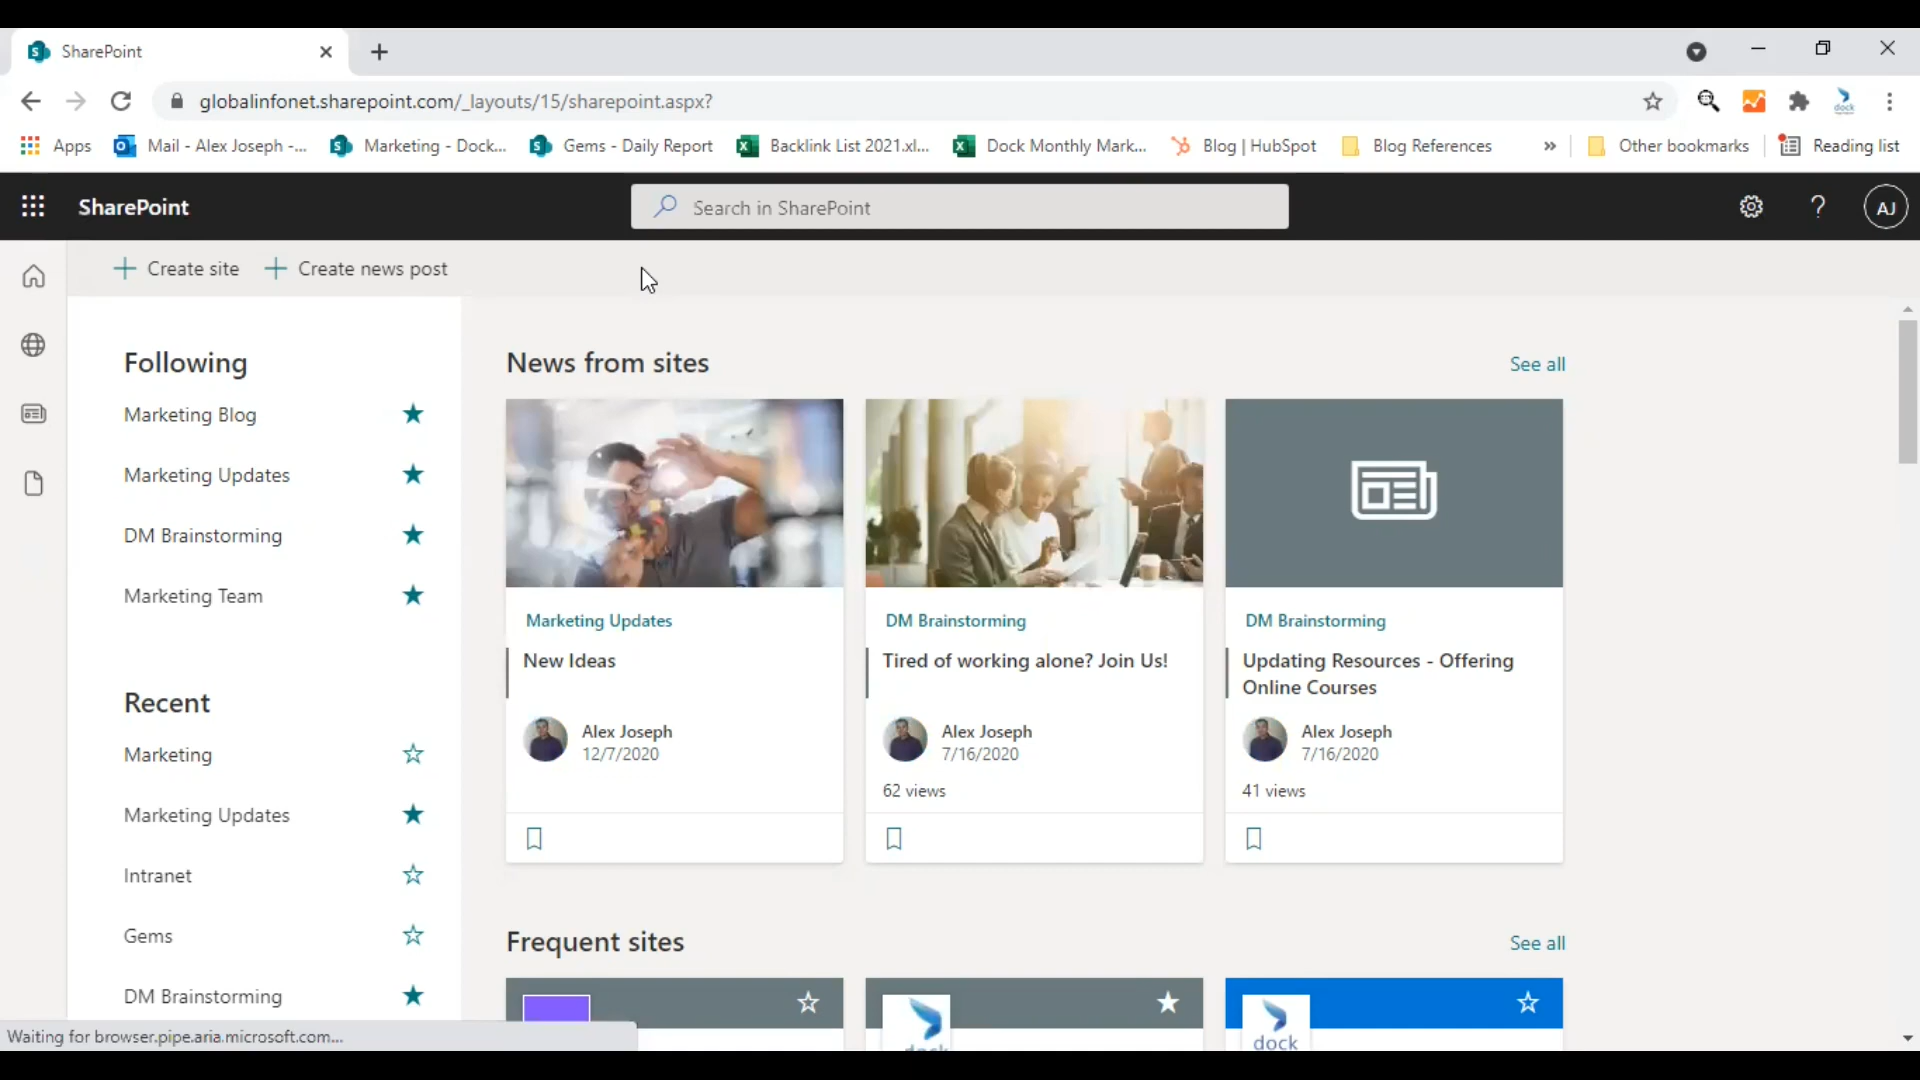 SharePoint
globalinfonet.sharepoint.com/_layouts/15/sharepoint.aspx?
Apps
Mail - Alex Joseph -...
Marketing - Dock...
Gems - Daily Report
Backlink List 2021.xl...
Dock Monthly Mark...
Blog | HubSpot
Blog References
»
Other bookmarks
Reading list
SharePoint
Search in SharePoint
?
AJ
Create site
Create news post
Following
Marketing Blog
Marketing Updates
DM Brainstorming
Marketing Team
Recent
Marketing
Marketing Updates
Intranet
Gems
DM Brainstorming
News from sites
See all
Marketing Updates
New Ideas
Alex Joseph
12/7/2020
DM Brainstorming
Tired of working alone? Join Us!
Alex Joseph
7/16/2020
62 views
DM Brainstorming
Updating Resources - Offering
Online Courses
Alex Joseph
7/16/2020
41 views
Frequent sites
See all
dock
Waiting for browser.pipe.aria.microsoft.com...